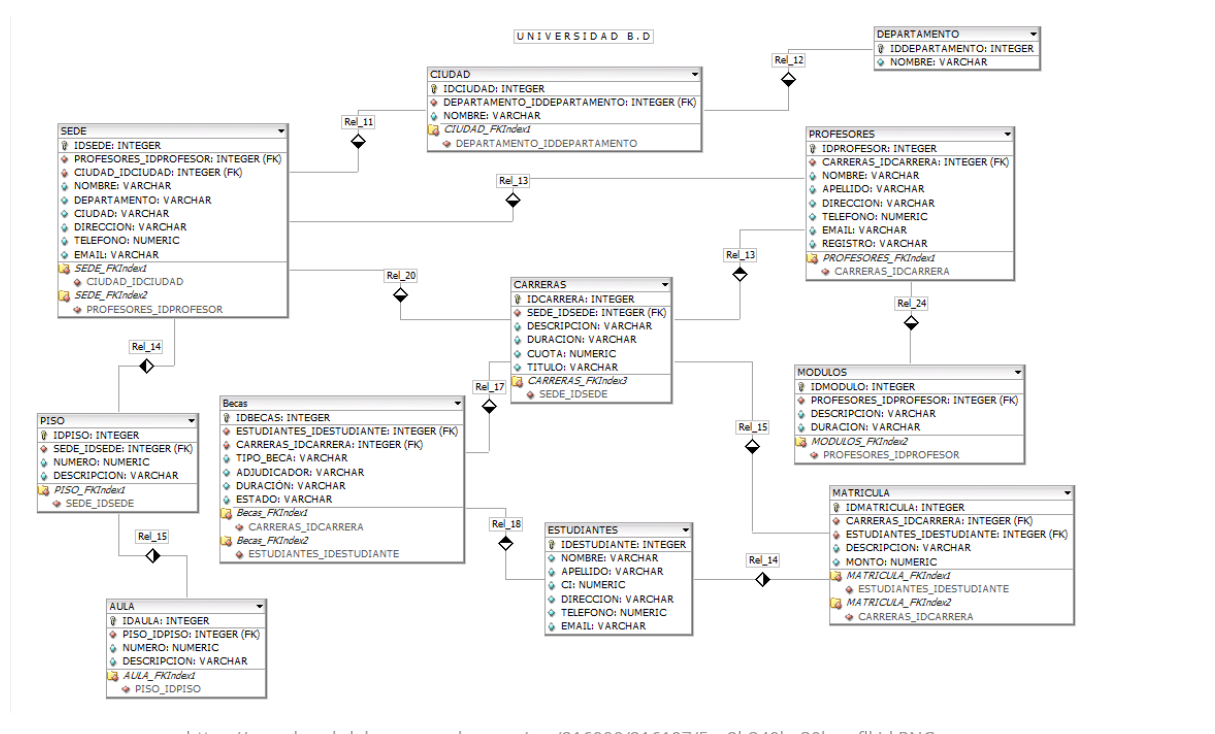 UNIVERSIDAD B.D
DEPARTAMENTO
IDDEPARTAMENTO: INTEGER
NOMBRE: VARCHAR
Rel_12
CIUDAD
IDCIUDAD: INTEGER
DEPARTAMENTO_IDDEPARTAMENTO: INTEGER (FK)
NOMBRE: VARCHAR
CIUDAD_FKIndex1
DEPARTAMENTO_IDDEPARTAMENTO
Rel_11
SEDE
IDSEDE: INTEGER
PROFESORES_IDPROFESOR: INTEGER (FK)
CIUDAD_IDCIUDAD: INTEGER (FK)
NOMBRE: VARCHAR
DEPARTAMENTO: VARCHAR
CIUDAD: VARCHAR
DIRECCION: VARCHAR
TELEFONO: NUMERIC
EMAIL: VARCHAR
SEDE_FKIndex1
CIUDAD_IDCIUDAD
SEDE_FKIndex2
PROFESORES_IDPROFESOR
PROFESORES
IDPROFESOR: INTEGER
CARRERAS_IDCARRERA: INTEGER (FK)
NOMBRE: VARCHAR
APELLIDO: VARCHAR
DIRECCION: VARCHAR
TELEFONO: NUMERIC
EMAIL: VARCHAR
REGISTRO: VARCHAR
PROFESORES_FKIndex1
CARRERAS_IDCARRERA
Rel_13
Rel_13
Rel_20
Rel_24
CARRERAS
IDCARRERA: INTEGER
SEDE_IDSEDE: INTEGER (FK)
DESCRIPCION: VARCHAR
DURACION: VARCHAR
CUOTA: NUMERIC
TITULO: VARCHAR
CARRERAS_FKIndex3
SEDE_IDSEDE
Rel_14
Rel_17
MODULOS
IDMODULO: INTEGER
PROFESORES_IDPROFESOR: INTEGER (FK)
DESCRIPCION: VARCHAR
DURACION: VARCHAR
MODULOS_FKIndex2
PROFESORES_IDPROFESOR
Becas
IDBECAS: INTEGER
ESTUDIANTES_IDESTUDIANTE: INTEGER (FK)
CARRERAS_IDCARRERA: INTEGER (FK)
TIPO_BECA: VARCHAR
ADJUDICADOR: VARCHAR
DURACIÓN: VARCHAR
ESTADO: VARCHAR
Becas_FKIndex1
CARRERAS_IDCARRERA
Becas_FKIndex2
ESTUDIANTES_IDESTUDIANTE
PISO
IDPISO: INTEGER
SEDE_IDSEDE: INTEGER (FK)
NUMERO: NUMERIC
DESCRIPCION: VARCHAR
PISO_FKIndex1
SEDE_IDSEDE
Rel_15
Rel_15
Rel_18
MATRICULA
IDMATRICULA: INTEGER
CARRERAS_IDCARRERA: INTEGER (FK)
ESTUDIANTES_IDESTUDIANTE: INTEGER (FK)
DESCRIPCION: VARCHAR
MONTO: NUMERIC
MATRICULA_FKIndex1
ESTUDIANTES_IDESTUDIANTE
MATRICULA_FKIndex2
CARRERAS_IDCARRERA
ESTUDIANTES
IDESTUDIANTE: INTEGER
NOMBRE: VARCHAR
APELLIDO: VARCHAR
CI: NUMERIC
DIRECCION: VARCHAR
TELEFONO: NUMERIC
EMAIL: VARCHAR
Rel_14
AULA
IDAULA: INTEGER
PISO_IDPISO: INTEGER (FK)
NUMERO: NUMERIC
DESCRIPCION: VARCHAR
AULA_FKIndex1
PISO_IDPISO